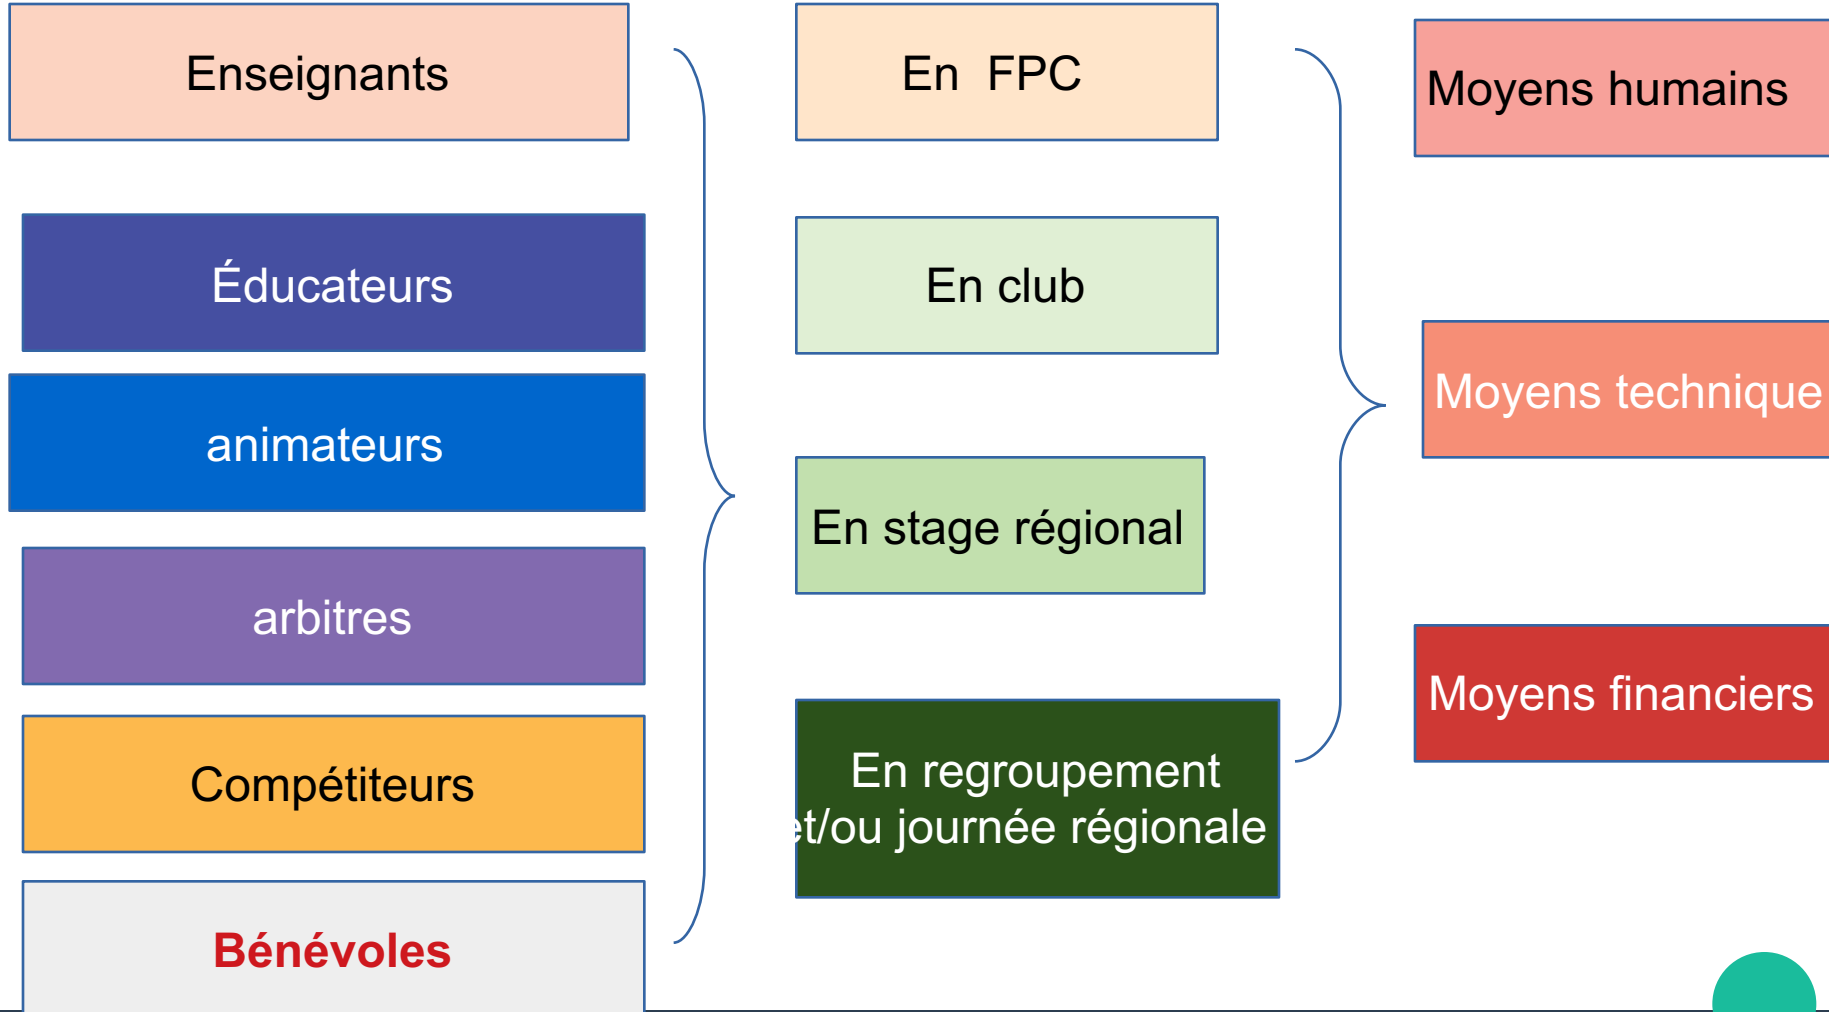 Enseignants
Éducateurs
animateurs
arbitres
Compétiteurs
Bénévoles
En FPC
En club
En stage régional
En regroupement
et/ou journée régionale
Moyens humains
Moyens technique
Moyens financiers